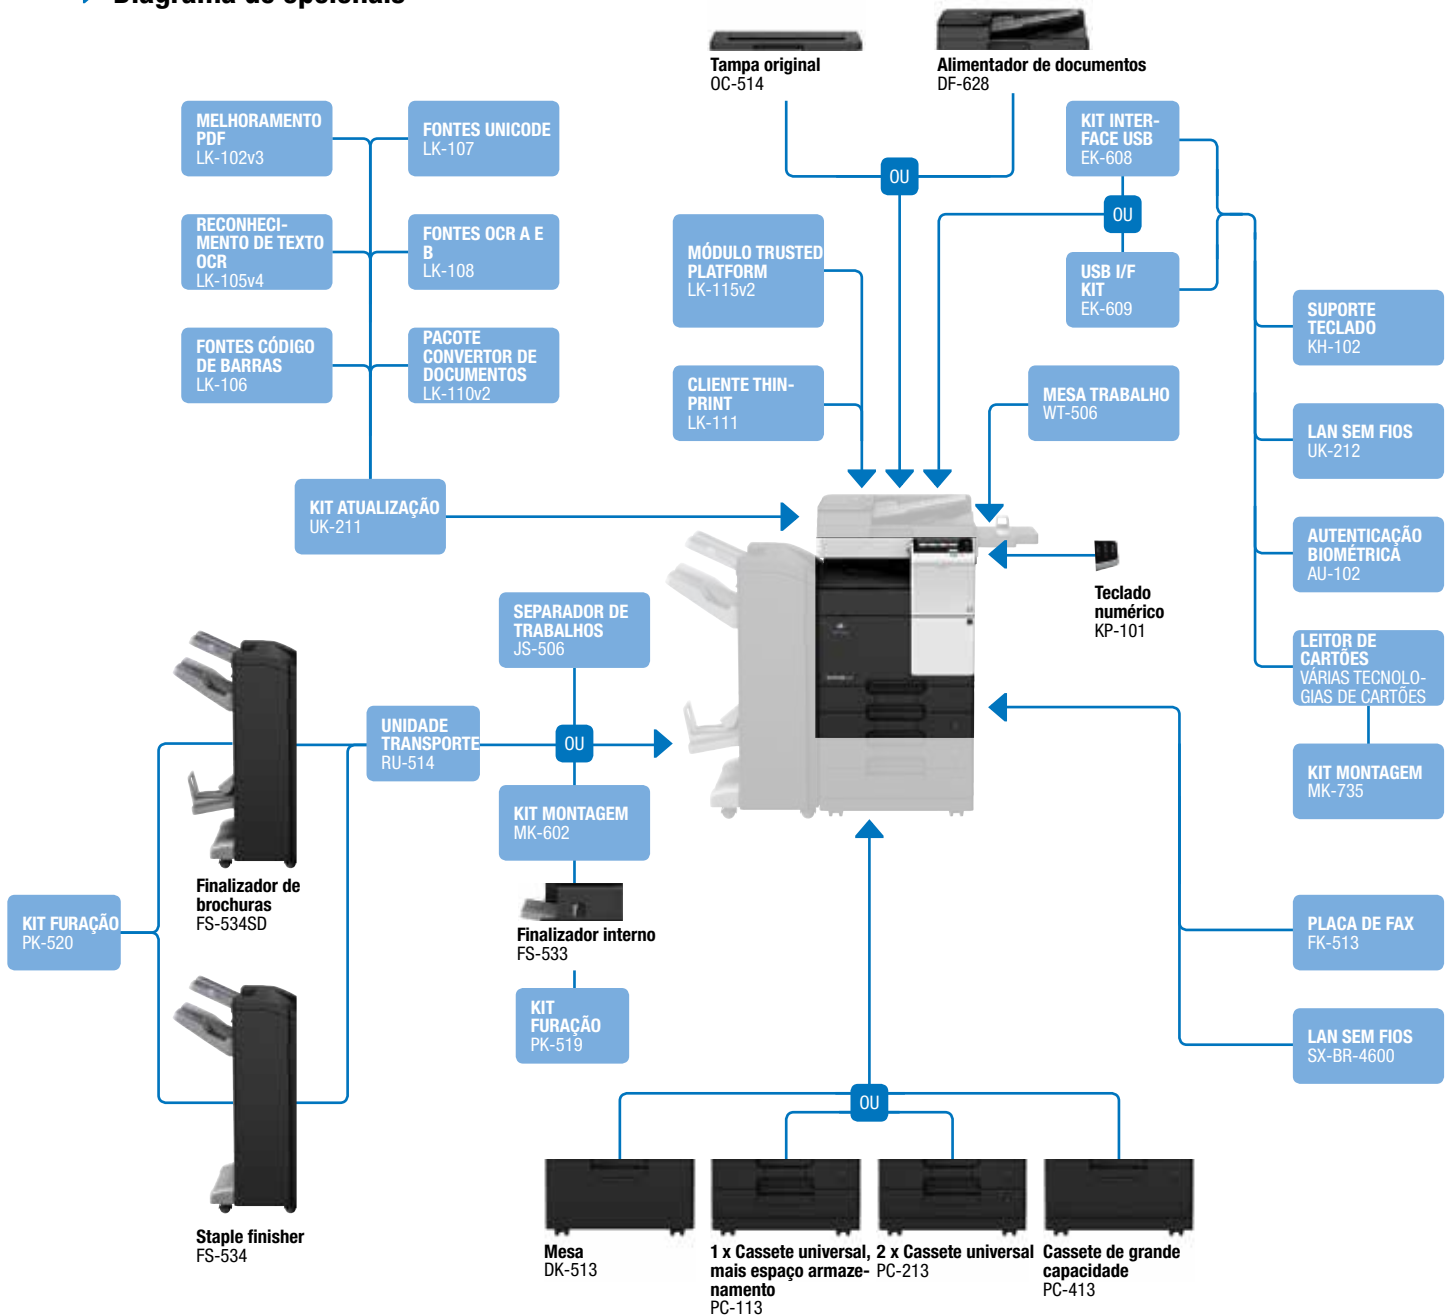 Diagrama de opcionais
Tampa original
OC-514
Alimentador de documentos
DF-628
MELHORAMENTO
PDF
LK-102v3
FONTES UNICODE
LK-107
KIT INTER-
FACE USB
EK-608
OU
OU
RECONHECI-
MENTO DE TEXTO
OCR
LK-105v4
FONTES OCR A E
B
LK-108
MÓDULO TRUSTED
PLATFORM
LK-115v2
USB I/F
KIT
EK-609
SUPORTE
TECLADO
KH-102
FONTES CÓDIGO
DE BARRAS
LK-106
PACOTE
CONVERTOR DE
DOCUMENTOS
LK-110v2
CLIENTE THIN-
PRINT
LK-111
MESA TRABALHO
WT-506
LAN SEM FIOS
UK-212
KIT ATUALIZAÇÃO
UK-211
AUTENTICAÇÃO
BIOMÉTRICA
AU-102
Teclado
numérico
KP-101
SEPARADOR DE
TRABALHOS
JS-506
LEITOR DE
CARTÕES
VÁRIAS TECNOLO-
GIAS DE CARTÕES
UNIDADE
TRANSPORTE
RU-514
OU
KIT MONTAGEM
MK-735
KIT MONTAGEM
MK-602
Finalizador de
brochuras
FS-534SD
KIT FURAÇÃO
PK-520
Finalizador interno
FS-533
PLACA DE FAX
FK-513
KIT
FURAÇÃO
PK-519
LAN SEM FIOS
SX-BR-4600
OU
Staple finisher
FS-534
Mesa
DK-513
1 x Cassete universal,
mais espaço armaze-
namento
PC-113
2 x Cassete universal
PC-213
Cassete de grande
capacidade
PC-413